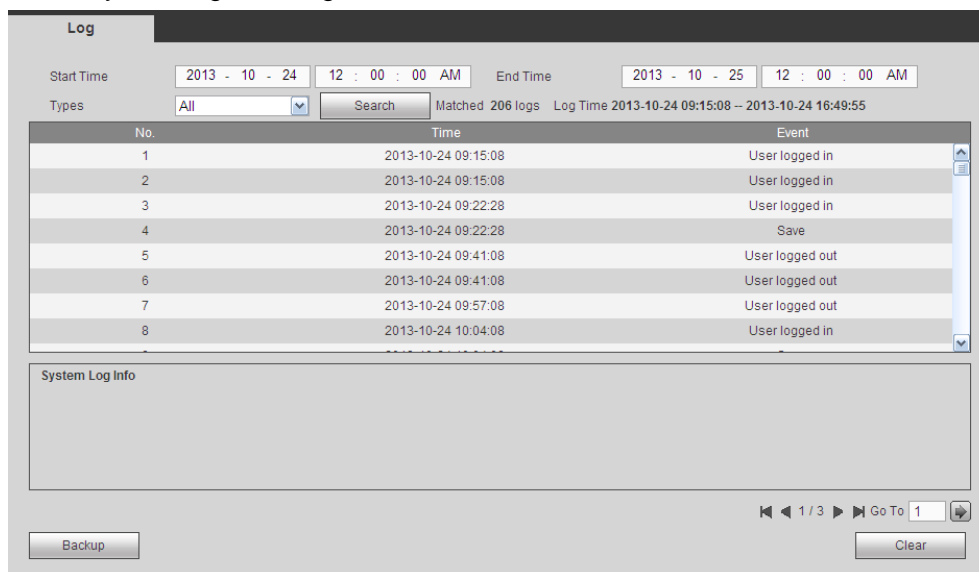 Log
Start Time 2013 - 10 - 24 12 : 00 : 00 AM End Time 2013 - 10 - 25 12 : 00 : 00 AM
Types All Search Matched 206 logs Log Time 2013-10-24 09:15:08 -- 2013-10-24 16:49:55
No. Time Event
1 2013-10-24 09:15:08 User logged in
2 2013-10-24 09:15:08 User logged in
3 2013-10-24 09:22:28 User logged in
4 2013-10-24 09:22:28 Save
5 2013-10-24 09:41:08 User logged out
6 2013-10-24 09:41:08 User logged out
7 2013-10-24 09:57:08 User logged out
8 2013-10-24 10:04:08 User logged in
System Log Info
1 / 3 Go To 1
Backup Clear